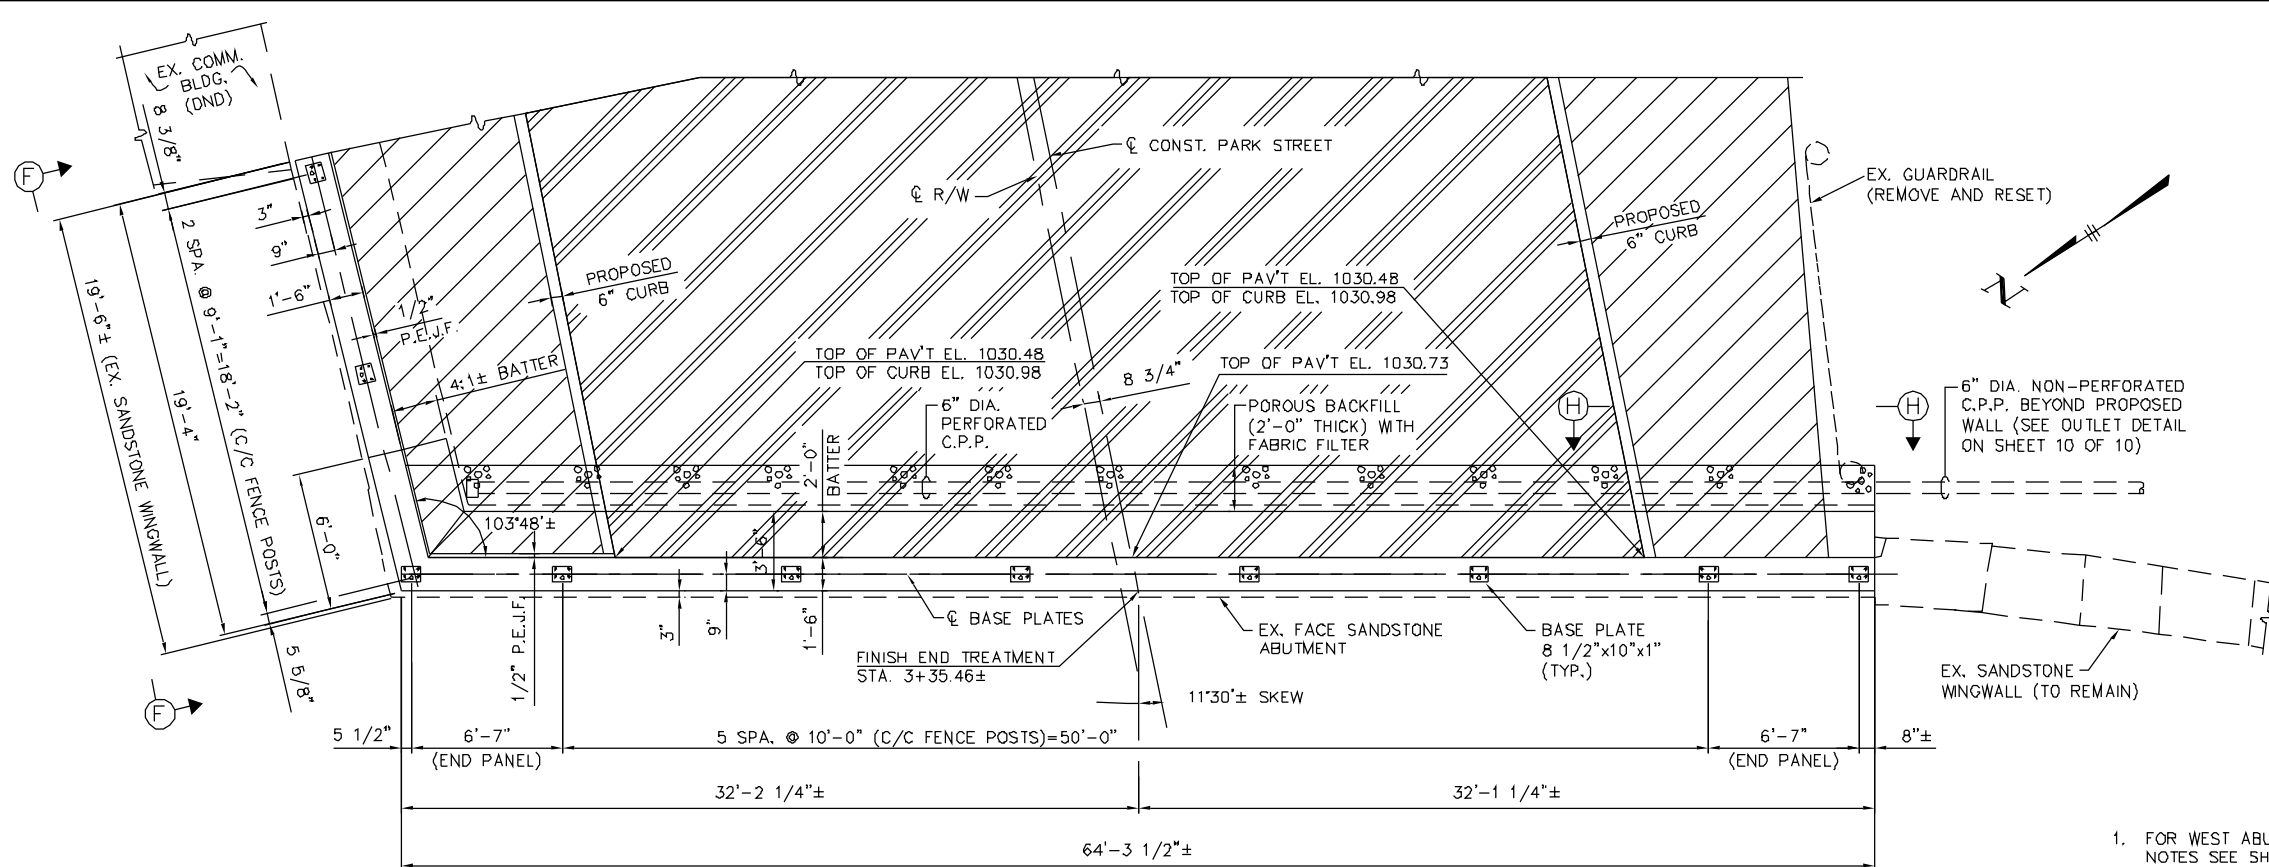 EX. COMM.
BLDG.
(DND)
8 3/8"
F
3"
9"
1'-6"
2 SPA. @ 9'-1"=18'-2" (C/C FENCE POSTS)
19'-4"
19'-6"± (EX. SANDSTONE WINGWALL)
6'-0"
5 5/8"
F
1/2"
P.E.J.F.
4:1± BATTER
PROPOSED
6" CURB
℄ CONST. PARK STREET
℄ R/W
PROPOSED
6" CURB
EX. GUARDRAIL
(REMOVE AND RESET)
N
TOP OF PAV'T EL. 1030.48
TOP OF CURB EL. 1030.98
TOP OF PAV'T EL. 1030.48
TOP OF CURB EL. 1030.98
8 3/4"
TOP OF PAV'T EL. 1030.73
6" DIA.
PERFORATED
C.P.P.
POROUS BACKFILL
(2'-0" THICK) WITH
FABRIC FILTER
H
H
6" DIA. NON-PERFORATED
C.P.P. BEYOND PROPOSED
WALL (SEE OUTLET DETAIL
ON SHEET 10 OF 10)
2'-0"
BATTER
103°48'±
3'-6"
1/2" P.E.J.F.
3"
9"
1'-6"
℄ BASE PLATES
FINISH END TREATMENT
STA. 3+35.46±
EX. FACE SANDSTONE
ABUTMENT
BASE PLATE
8 1/2"x10"x1"
(TYP.)
EX. SANDSTONE
WINGWALL (TO REMAIN)
11°30'± SKEW
5 1/2"
6'-7"
(END PANEL)
5 SPA. @ 10'-0" (C/C FENCE POSTS)=50'-0"
6'-7"
(END PANEL)
8"±
32'-2 1/4"±
32'-1 1/4"±
64'-3 1/2"±
1. FOR WEST ABU
NOTES SEE SH